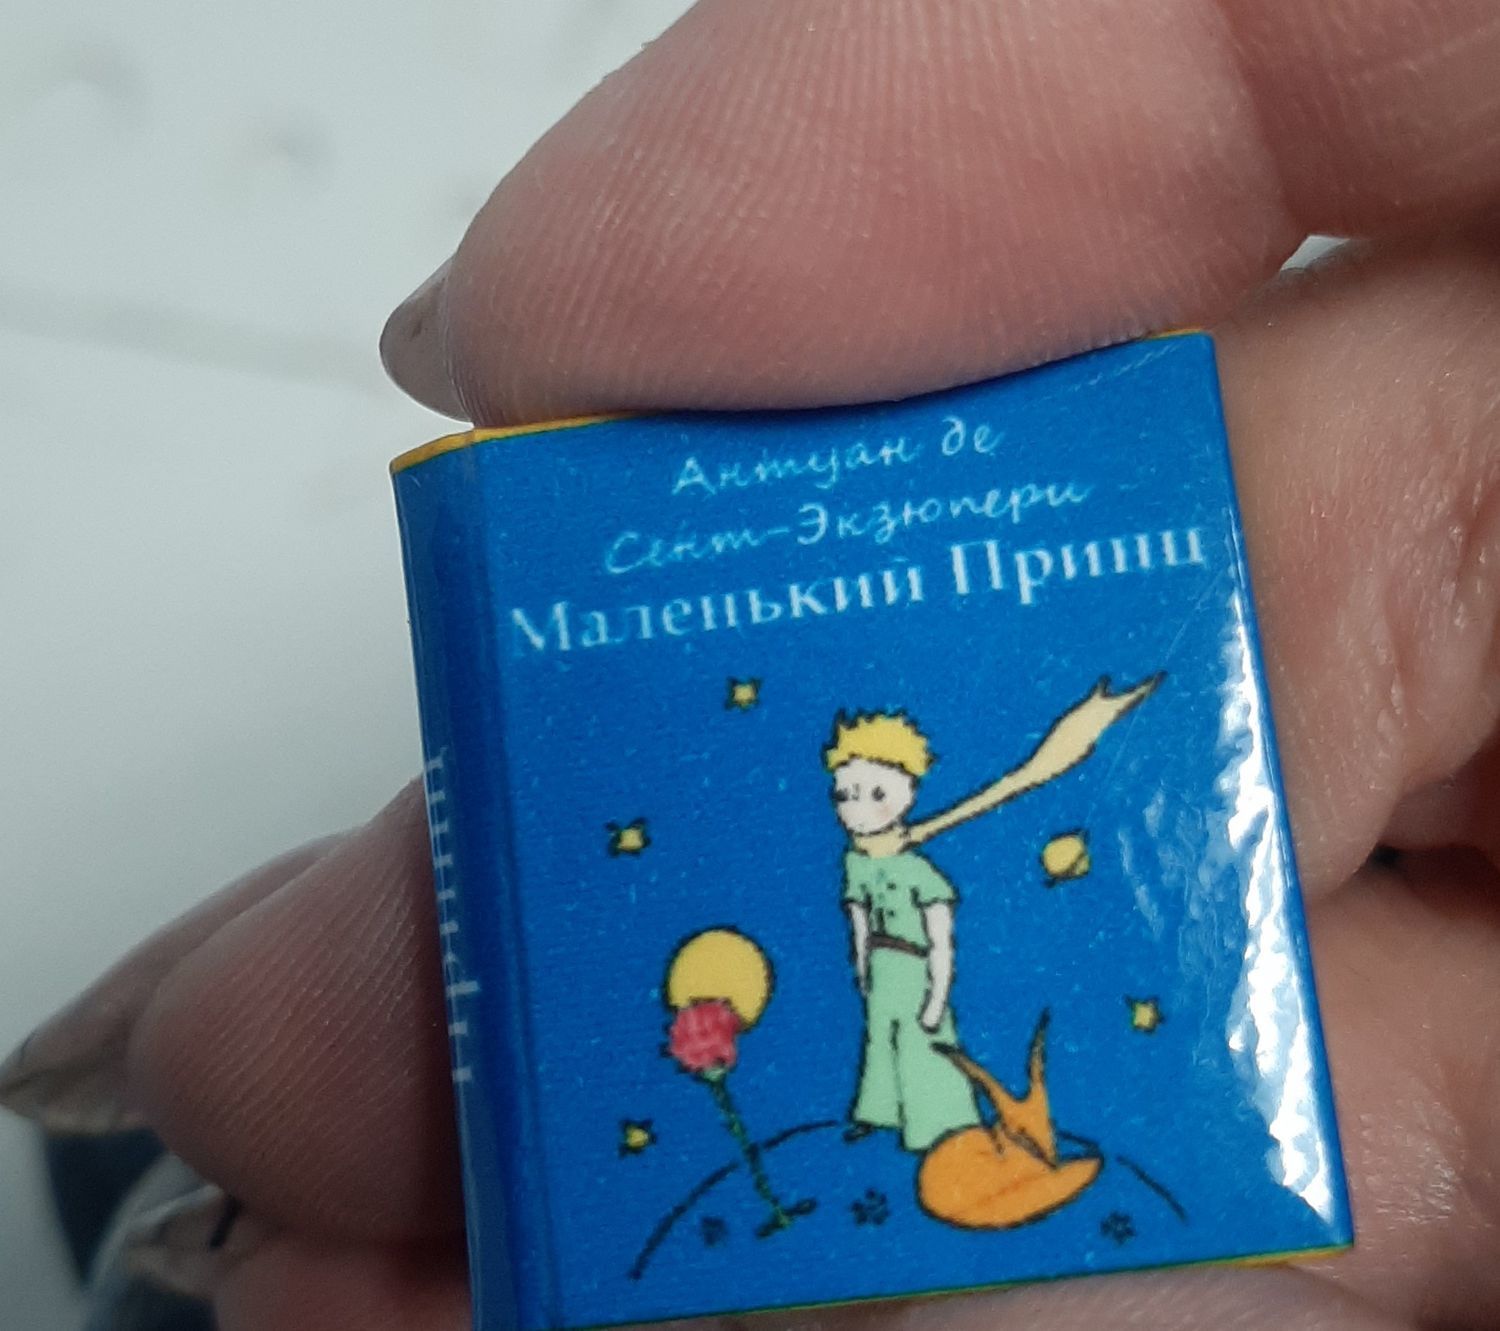 Антуан де
Сент-Экзюпери
Маленький Принц